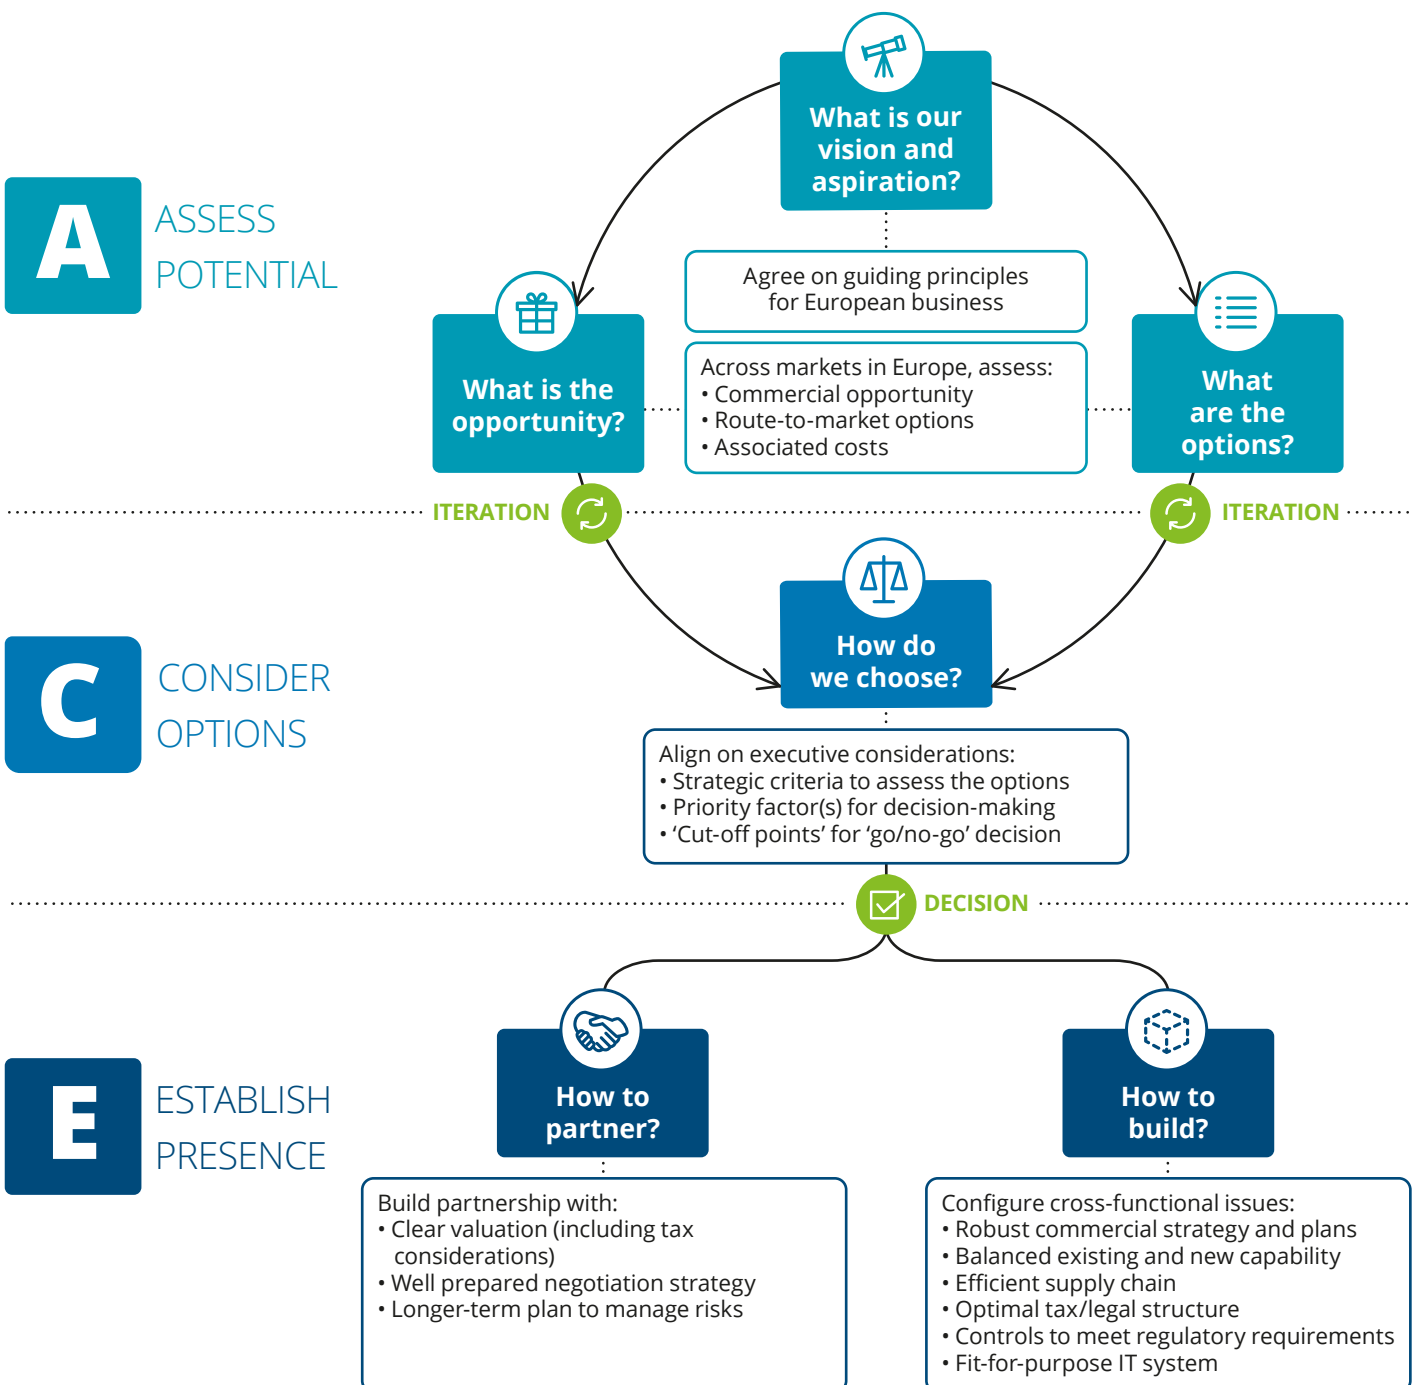 What is our
vision and
aspiration?
A
ASSESS
POTENTIAL
Agree on guiding principles
for European business
What is the
opportunity?
Across markets in Europe, assess:
• Commercial opportunity
• Route-to-market options
• Associated costs
What
are the
options?
ITERATION
ITERATION
C
CONSIDER
OPTIONS
How do
we choose?
Align on executive considerations:
• Strategic criteria to assess the options
• Priority factor(s) for decision-making
• ‘Cut-off points’ for ‘go/no-go’ decision
DECISION
E
ESTABLISH
PRESENCE
How to
partner?
Build partnership with:
• Clear valuation (including tax
considerations)
• Well prepared negotiation strategy
• Longer-term plan to manage risks
How to
build?
Configure cross-functional issues:
• Robust commercial strategy and plans
• Balanced existing and new capability
• Efficient supply chain
• Optimal tax/legal structure
• Controls to meet regulatory requirements
• Fit-for-purpose IT system